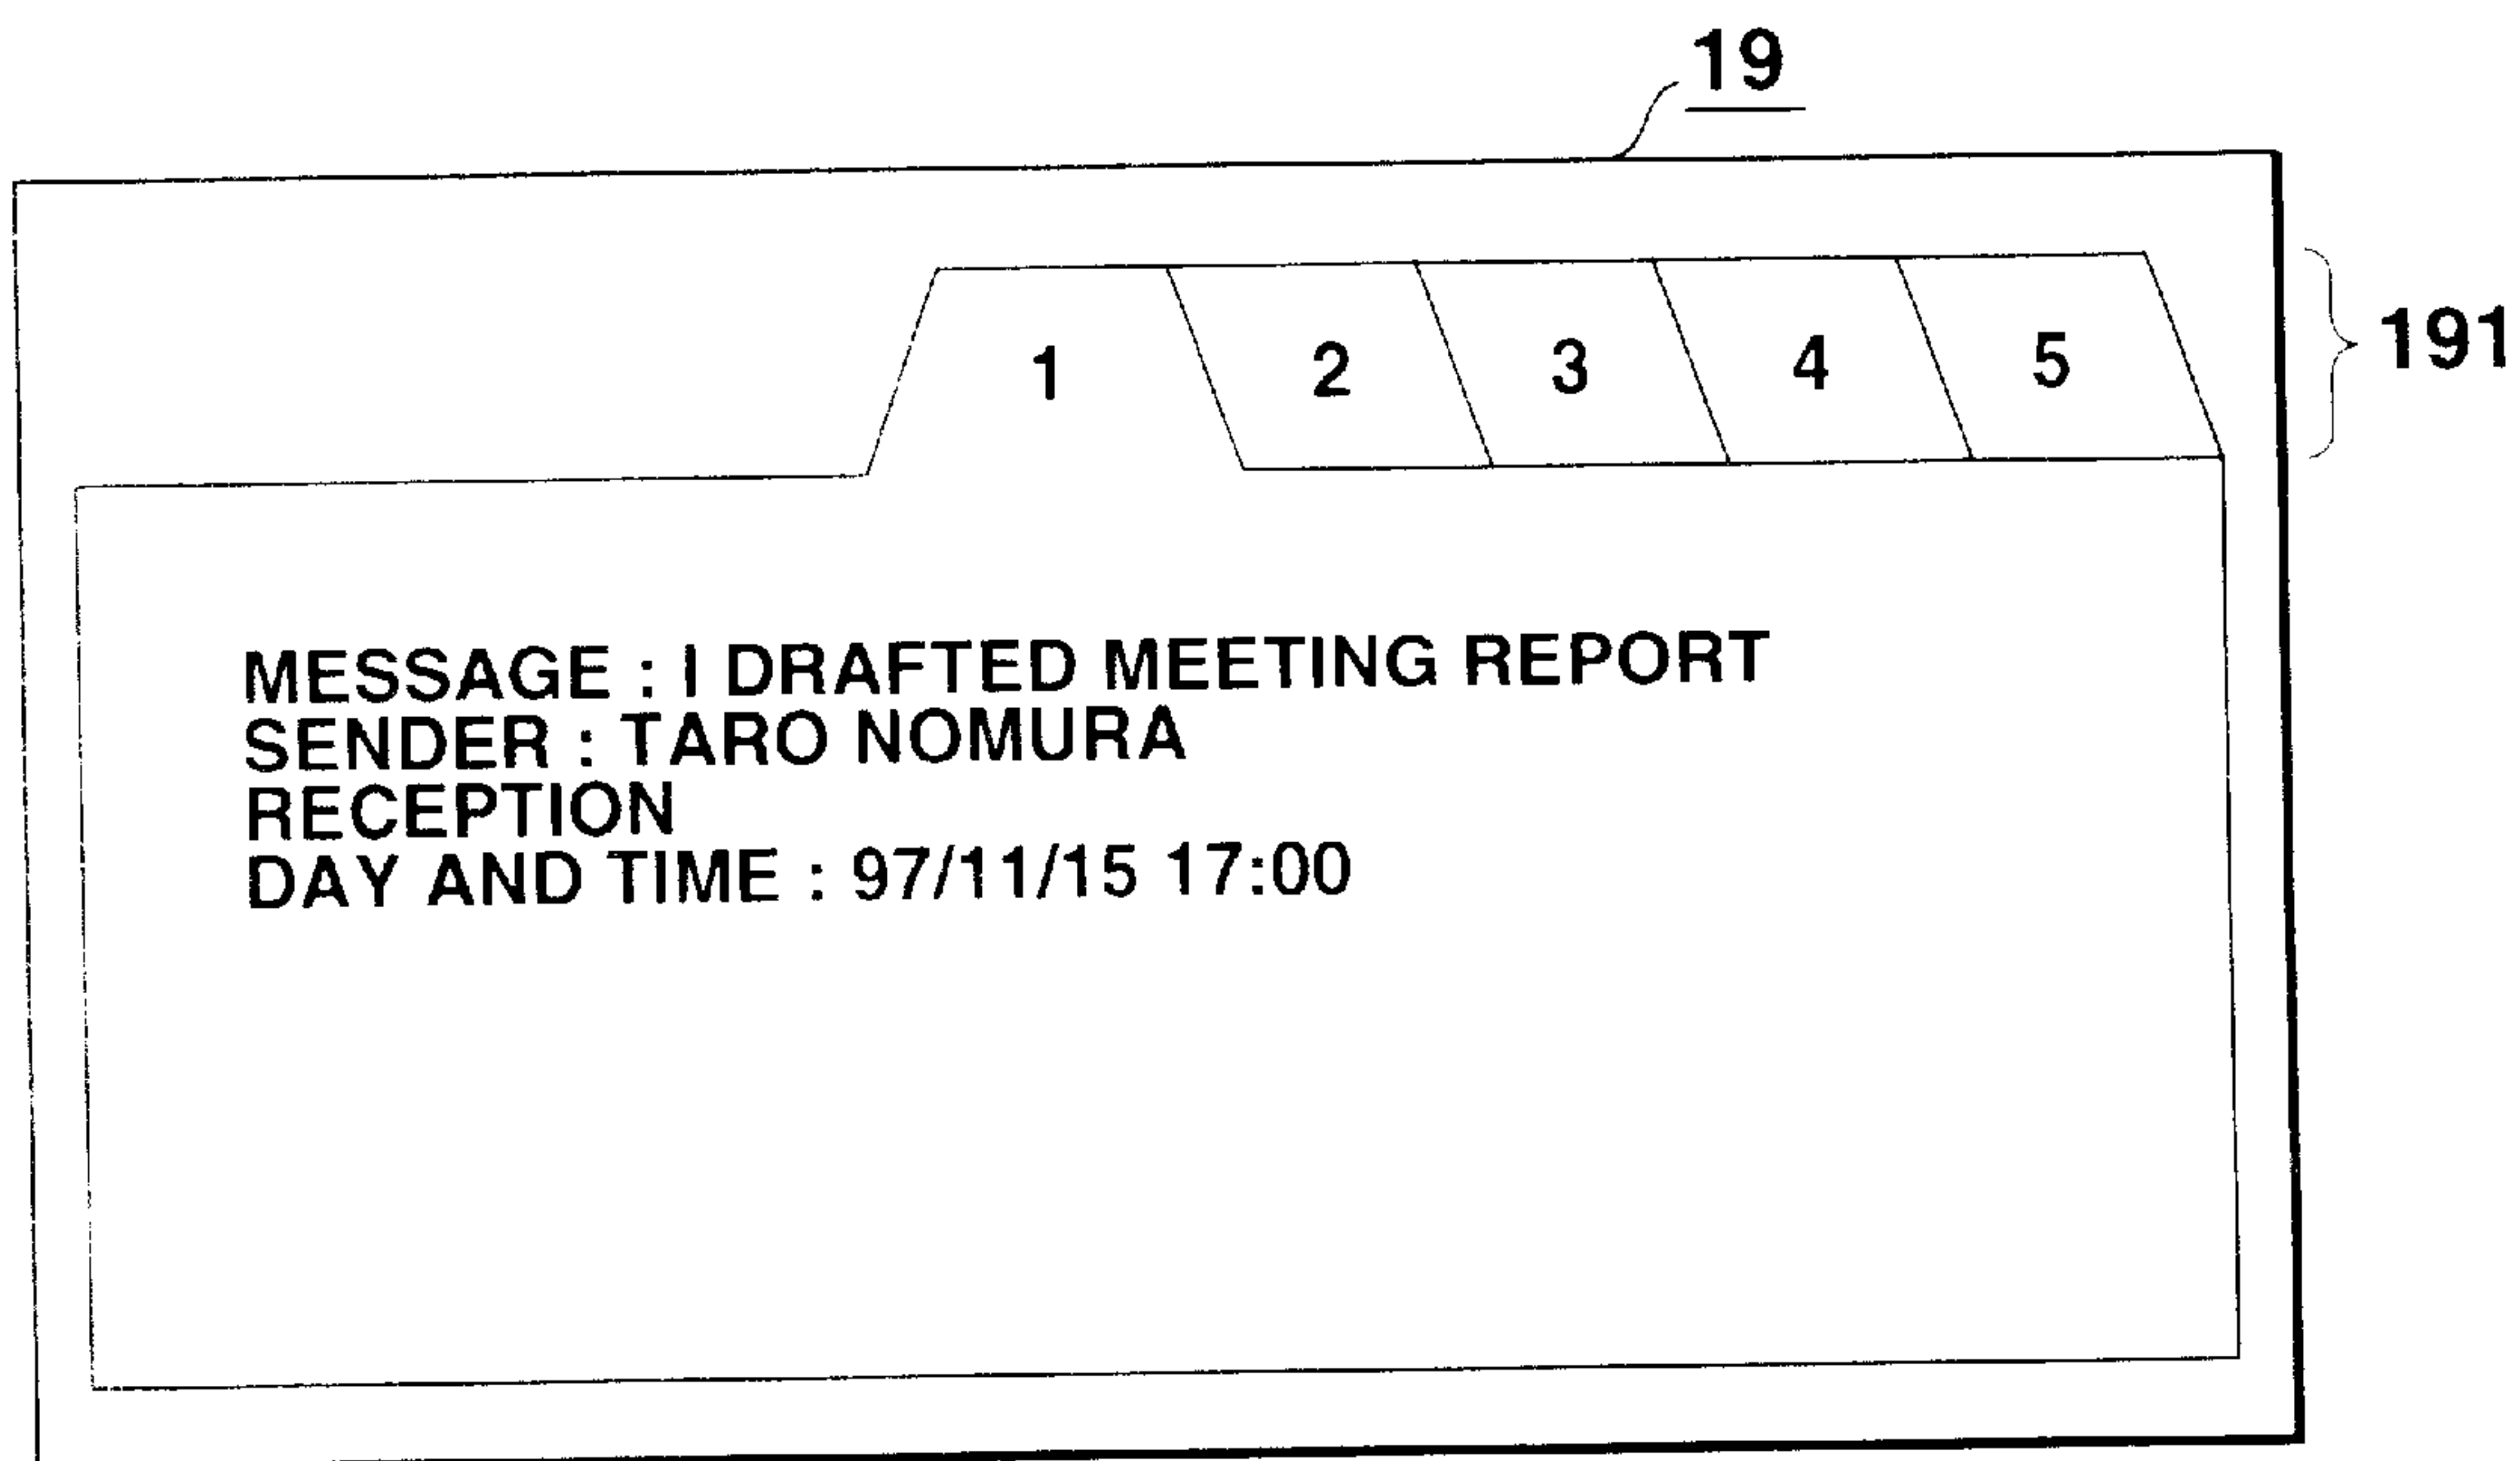 19
191
1 2 3 4 5
MESSAGE : I DRAFTED MEETING REPORT
SENDER : TARO NOMURA
RECEPTION
DAY AND TIME : 97/11/15 17:00